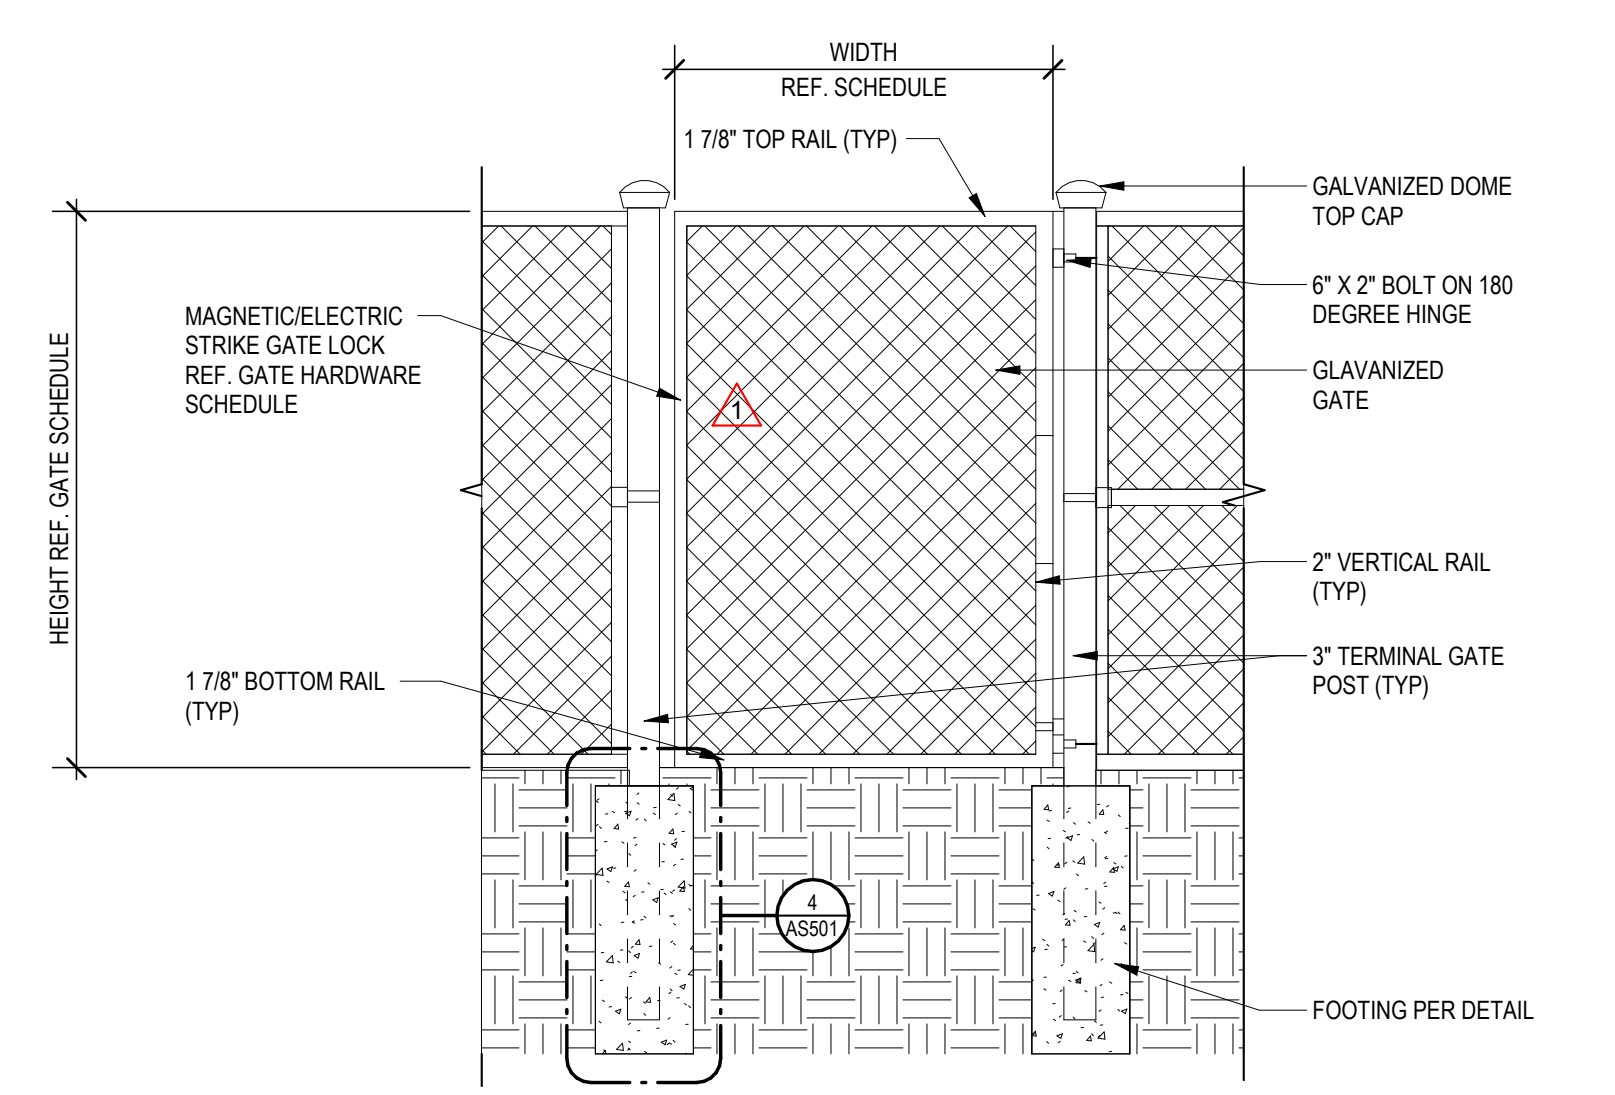 WIDTH
REF. SCHEDULE
1 7/8" TOP RAIL (TYP)
GALVANIZED DOME
TOP CAP
6" X 2" BOLT ON 180
DEGREE HINGE
MAGNETIC/ELECTRIC
STRIKE GATE LOCK
REF. GATE HARDWARE
SCHEDULE
GLAVANIZED
GATE
1
HEIGHT REF. GATE SCHEDULE
2" VERTICAL RAIL
(TYP)
3" TERMINAL GATE
POST (TYP)
1 7/8" BOTTOM RAIL
(TYP)
4
AS501
FOOTING PER DETAIL